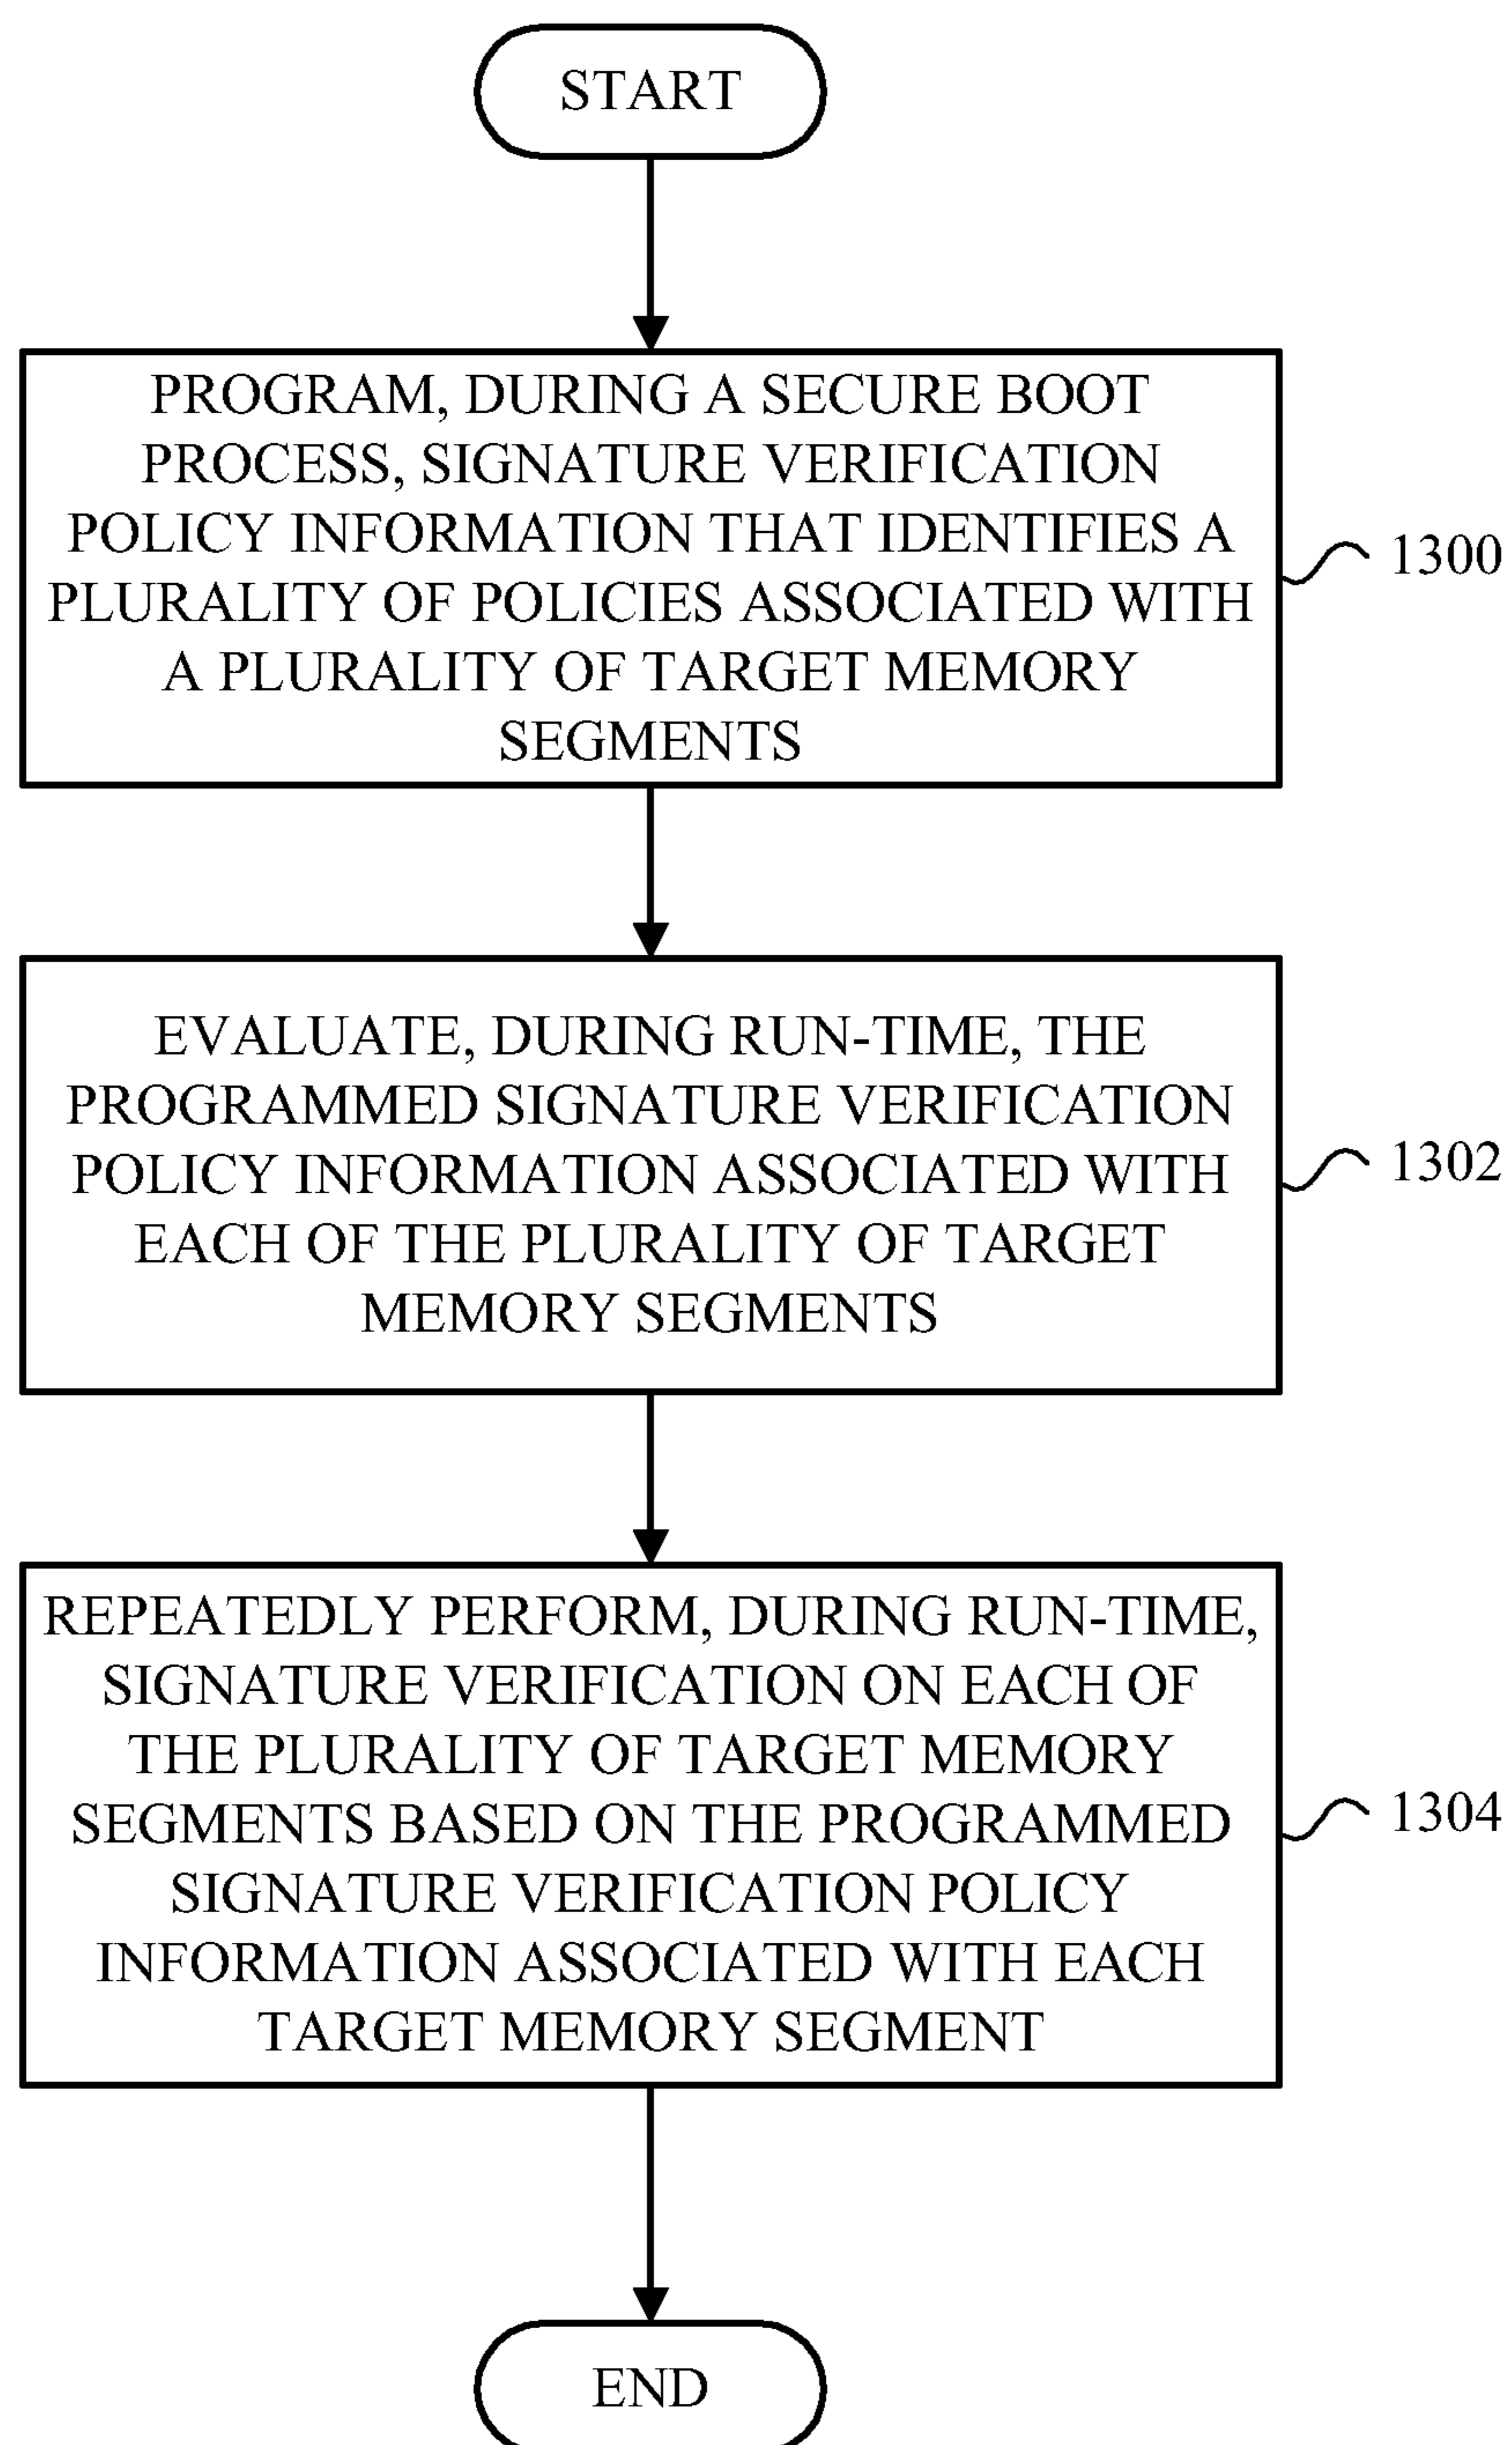 START
PROGRAM, DURING A SECURE BOOT
PROCESS, SIGNATURE VERIFICATION
POLICY INFORMATION THAT IDENTIFIES A
PLURALITY OF POLICIES ASSOCIATED WITH
A PLURALITY OF TARGET MEMORY
SEGMENTS
1300
EVALUATE, DURING RUN-TIME, THE
PROGRAMMED SIGNATURE VERIFICATION
POLICY INFORMATION ASSOCIATED WITH
EACH OF THE PLURALITY OF TARGET
MEMORY SEGMENTS
1302
REPEATEDLY PERFORM, DURING RUN-TIME,
SIGNATURE VERIFICATION ON EACH OF
THE PLURALITY OF TARGET MEMORY
SEGMENTS BASED ON THE PROGRAMMED
SIGNATURE VERIFICATION POLICY
INFORMATION ASSOCIATED WITH EACH
TARGET MEMORY SEGMENT
1304
END